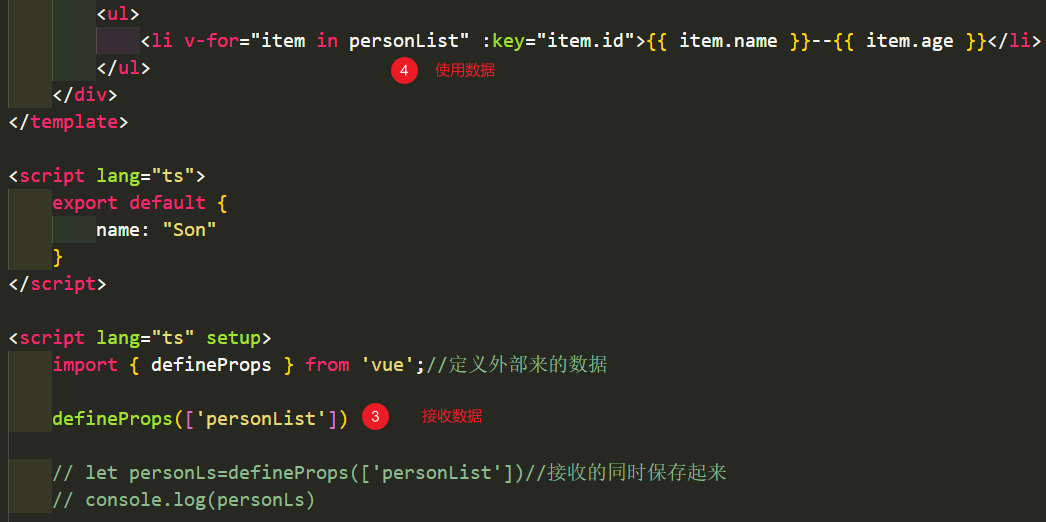 <ul>
<li v-for="item in personList" :key="item.id">{{ item.name }}--{{ item.age }}</li>
</ul>
4 使用数据
</div>
</template>
<script lang="ts">
export default {
name: "Son"
}
</script>
<script lang="ts" setup>
import { defineProps } from 'vue';//定义外部来的数据
defineProps(['personList']) 3 接收数据
// let personLs=defineProps(['personList'])//接收的同时保存起来
// console.log(personLs)